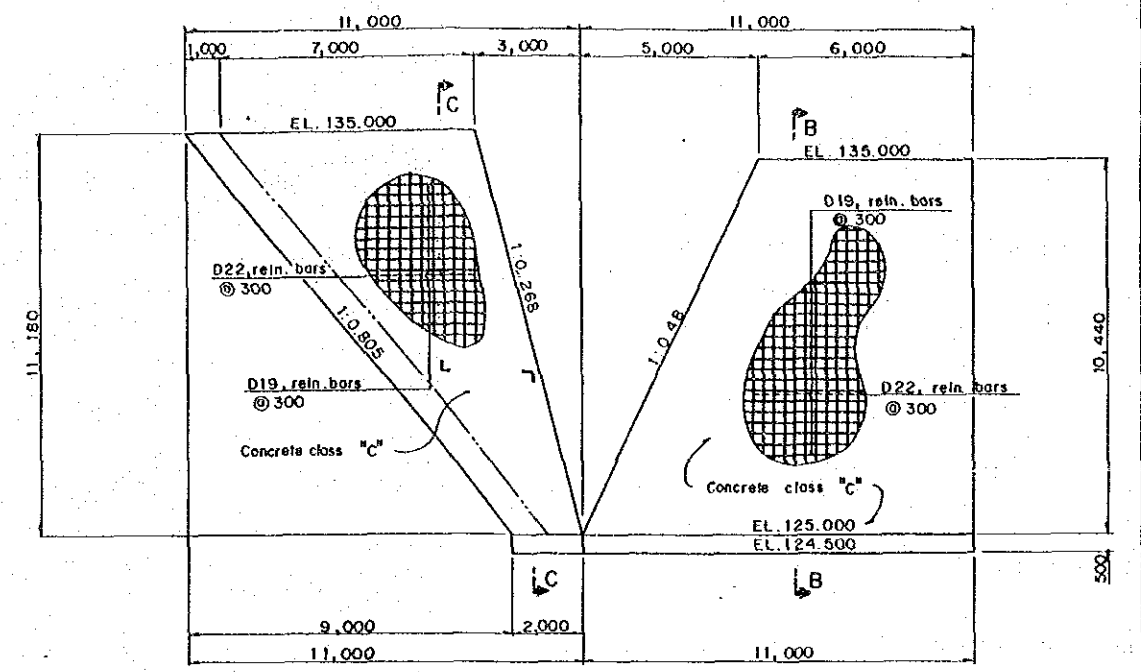 11,000
11,000
1,000
7,000
3,000
5,000
6,000
C
B
EL. 135.000
EL. 135.000
D19, rein. bars
@ 300
D22, rein. bars
@ 300
1:0.268
1:0.48
11,180
1:0.805
10,440
D19, rein. bars
@ 300
D22, rein. bars
@ 300
Concrete class "C"
Concrete class "C"
EL. 125.000
EL. 124.500
500
C
B
9,000
2,000
11,000
11,000